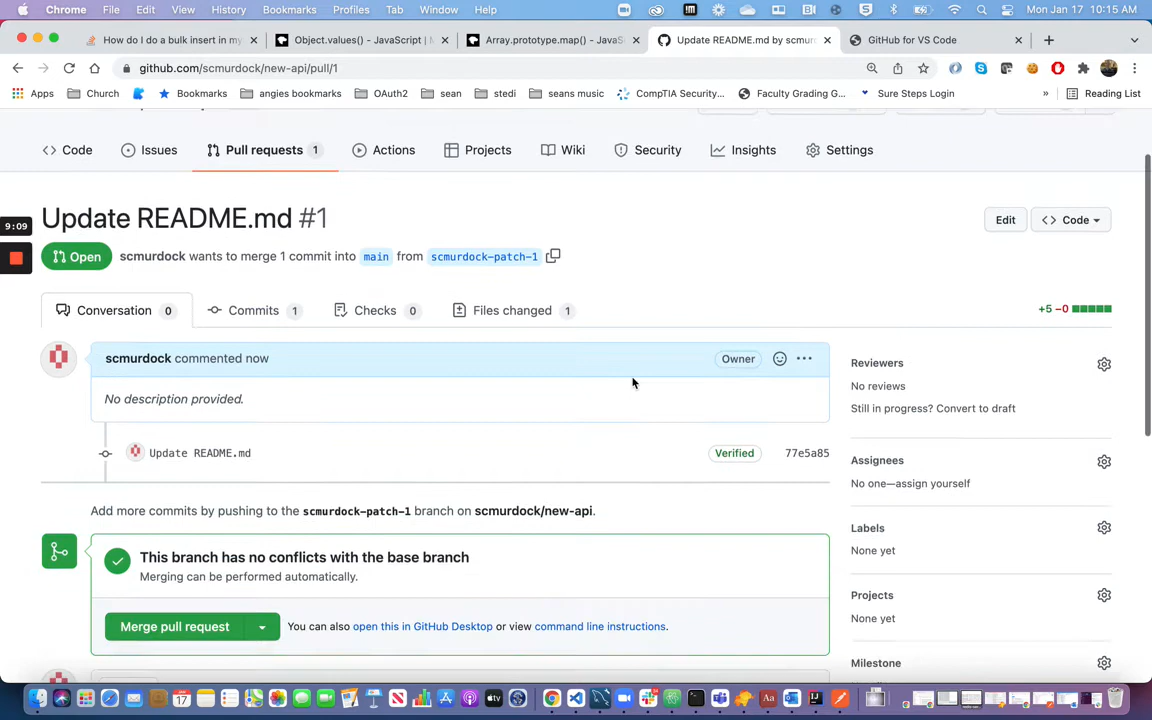 Chrome File Edit View History Bookmarks Profiles Tab Window Help Mon Jan 17 10:15 AM
How do I do a bulk insert in my
Object.values() - JavaScript |
Array.prototype.map() - JavaS
Update README.md by scmur
GitHub for VS Code
github.com/scmurdock/new-api/pull/1
Apps Church Bookmarks angies bookmarks OAuth2 sean stedi seans music CompTIA Security... Faculty Grading G... Sure Steps Login » Reading List
Code Issues Pull requests 1 Actions Projects Wiki Security Insights Settings
Update README.md #1
Edit Code
9:09
Open scmurdock wants to merge 1 commit into main from scmurdock-patch-1
Conversation 0 Commits 1 Checks 0 Files changed 1 +5 −0
scmurdock commented now Owner
No description provided.
Update README.md Verified 77e5a85
Add more commits by pushing to the scmurdock-patch-1 branch on scmurdock/new-api.
This branch has no conflicts with the base branch
Merging can be performed automatically.
Merge pull request You can also open this in GitHub Desktop or view command line instructions.
Reviewers
No reviews
Still in progress? Convert to draft
Assignees
No one—assign yourself
Labels
None yet
Projects
None yet
Milestone